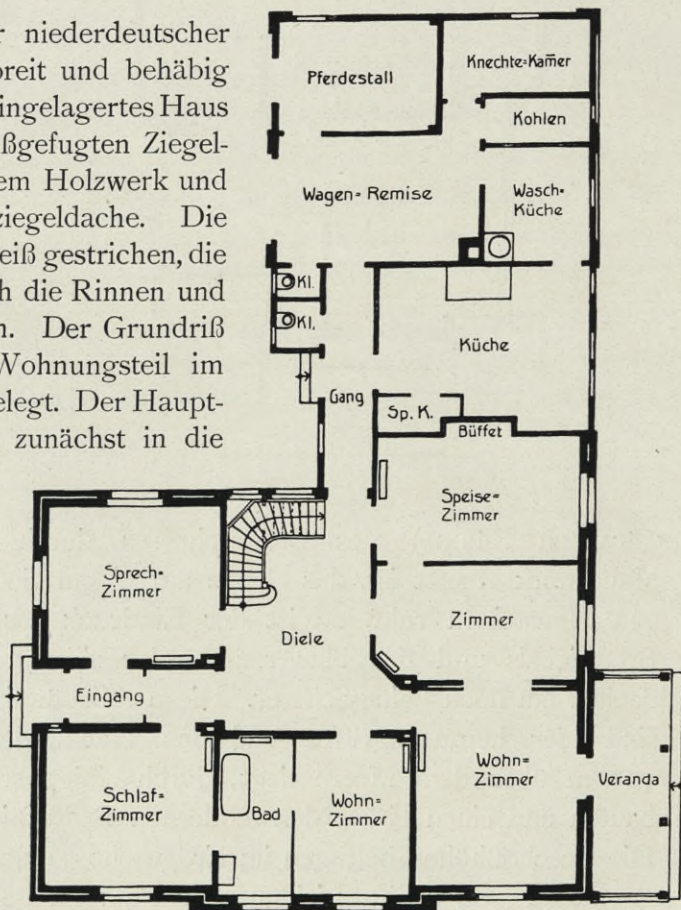 niederdeutscher
breit und behäbig
ingelagertes Haus
ßgefugten Ziegel-
em Holzwerk und
ziegeldache. Die
eiß gestrichen, die
h die Rinnen und
n. Der Grundriß
Wohnungsteil im
elegt. Der Haupt-
zunächst in die
Pferdestall
Knechte=Kam̄er
Kohlen
Wagen=Remise
Wasch=
Küche
Kl.
Kl.
Küche
Gang
Sp. K.
Büffet
Speise=
Zimmer
Sprech=
Zimmer
Zimmer
Diele
Eingang
Schlaf=
Zimmer
Bad
Wohn=
Zimmer
Wohn=
Zimmer
Veranda